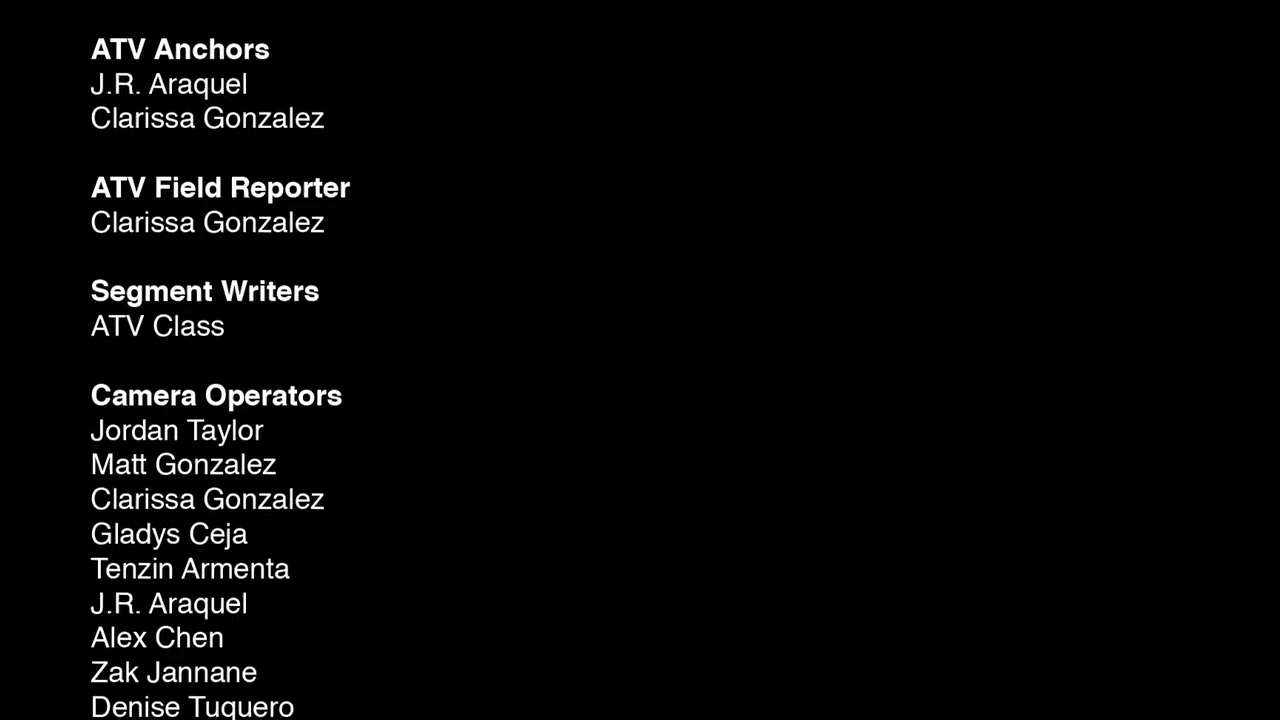 ATV Anchors
J.R. Araquel
Clarissa Gonzalez
ATV Field Reporter
Clarissa Gonzalez
Segment Writers
ATV Class
Camera Operators
Jordan Taylor
Matt Gonzalez
Clarissa Gonzalez
Gladys Ceja
Tenzin Armenta
J.R. Araquel
Alex Chen
Zak Jannane
Denise Tuquero